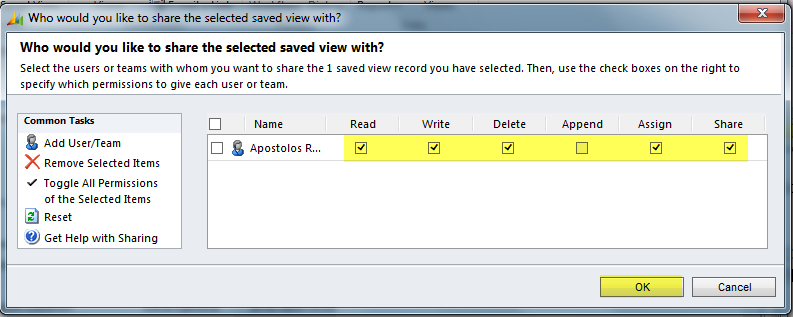 Who would you like to share the selected saved view with?
Who would you like to share the selected saved view with?
Select the users or teams with whom you want to share the 1 saved view record you have selected. Then, use the check boxes on the right to
specify which permissions to give each user or team.
Common Tasks
Add User/Team
Remove Selected Items
Toggle All Permissions
of the Selected Items
Reset
Get Help with Sharing
Name Read Write Delete Append Assign Share
Apostolos R...
OK Cancel